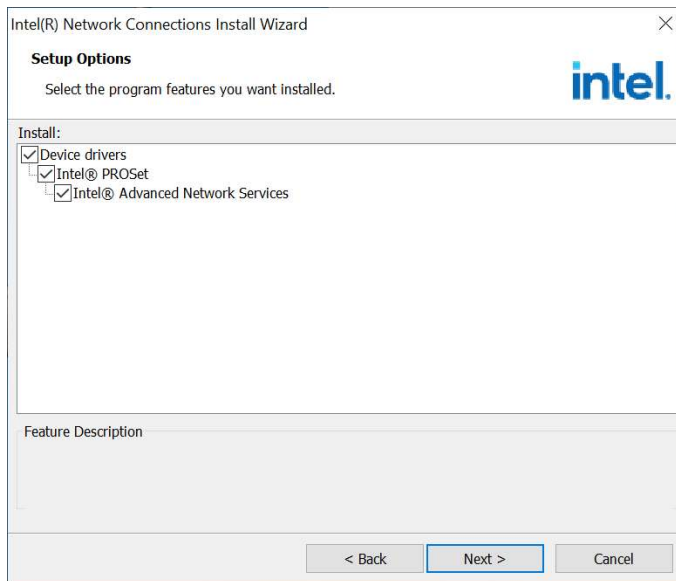 Intel(R) Network Connections Install Wizard
Setup Options
Select the program features you want installed.
intel.
Install:
Device drivers
Intel® PROSet
Intel® Advanced Network Services
Feature Description
< Back
Next >
Cancel